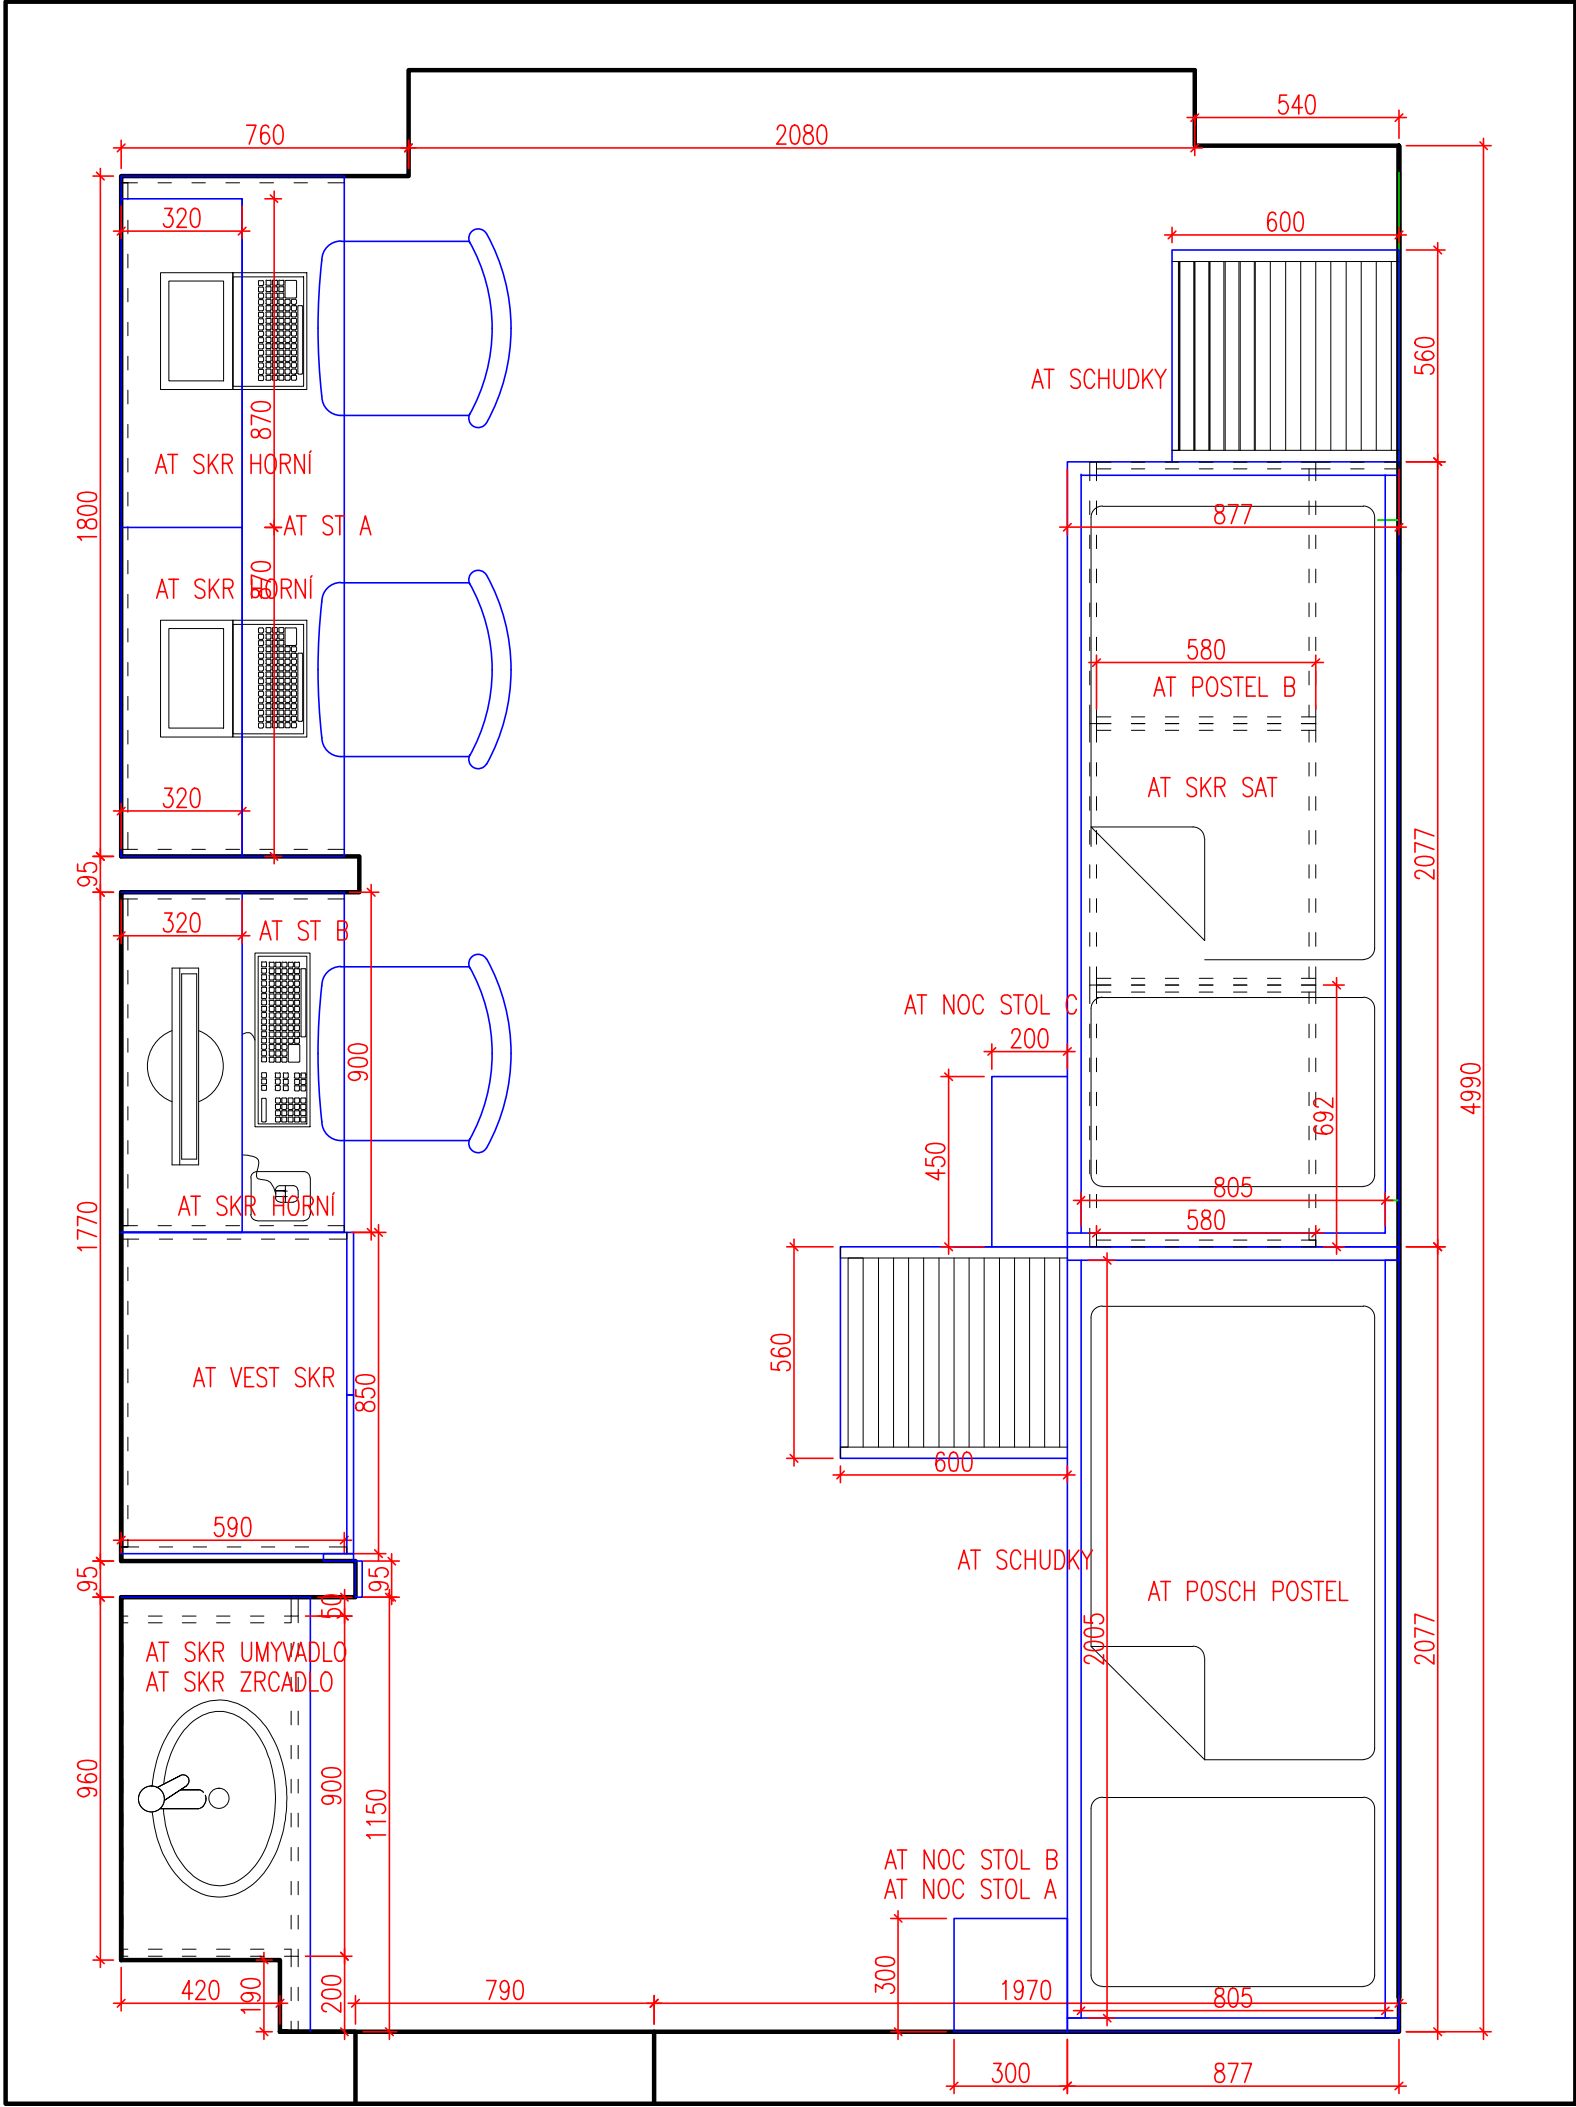 540
760
2080
320
600
560
AT SCHUDKY
870
AT SKR HORNÍ
1800
877
AT ST A
870
AT SKR HORNÍ
580
AT POSTEL B
AT SKR SAT
320
2077
95
320
AT ST B
AT NOC STOL C
200
900
4990
692
450
805
AT SKR HORNÍ
580
1770
560
AT VEST SKR
850
600
590
AT SCHUDKY
95
95
AT POSCH POSTEL
50
2005
2077
AT SKR UMYVADLO
AT SKR ZRCADLO
960
900
1150
AT NOC STOL B
AT NOC STOL A
300
420
190
200
790
1970
805
300
877